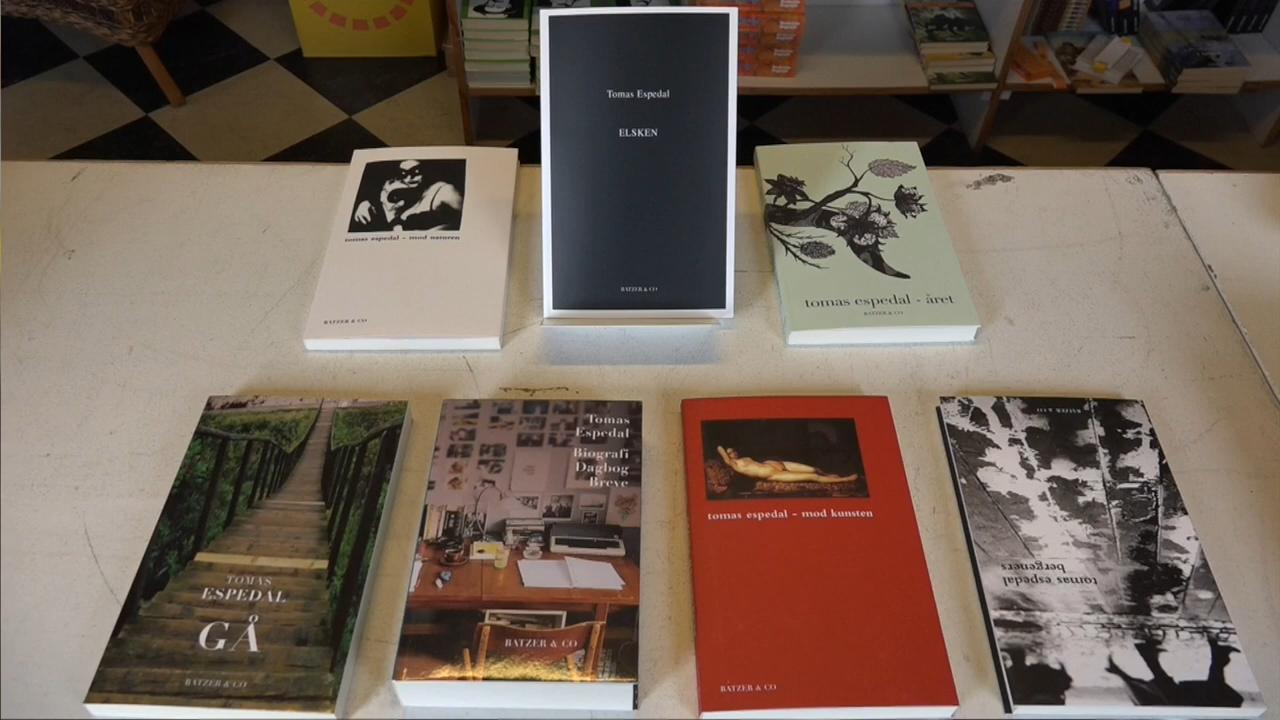 Tomas Espedal
ELSKEN
BATZER & CO
tomas espedal – mod naturen
BATZER & CO
tomas espedal - året
BATZER & CO
TOMAS
ESPEDAL
GÅ
BATZER & CO
Tomas
Espedal
Biografi
Dagbog
Breve
BATZER & CO
tomas espedal – mod kunsten
BATZER & CO
tomas espedal
bergeners
BATZER & CO